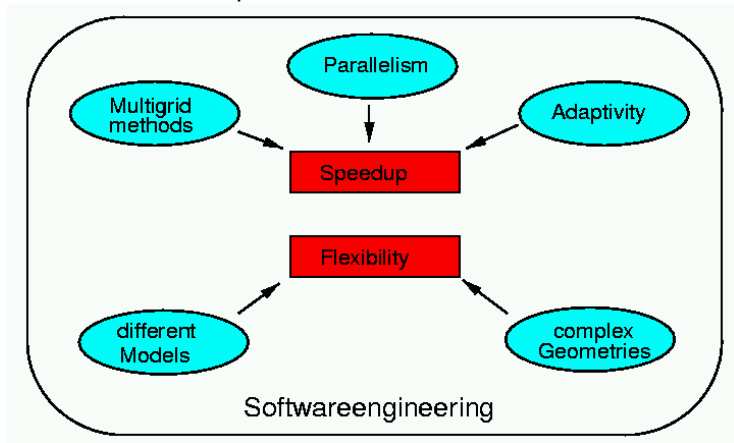 Parallelism
Multigrid
methods
Adaptivity
Speedup
Flexibility
different
Models
complex
Geometries
Softwareengineering